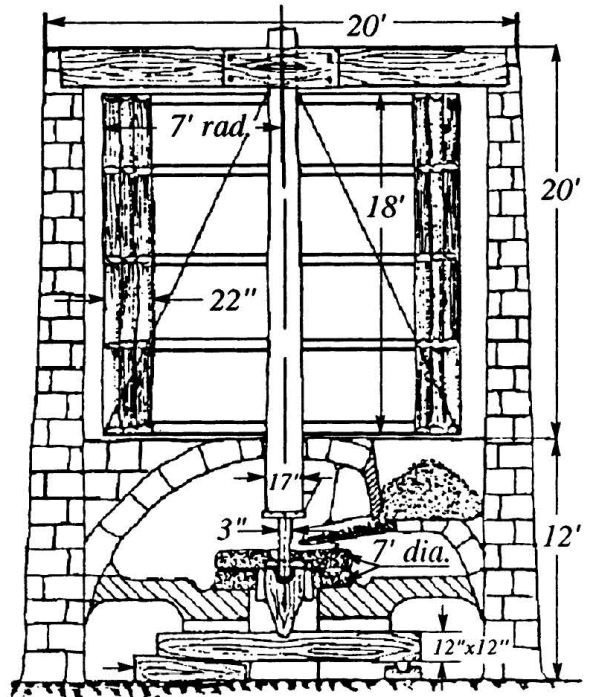 20'
7' rad.
18'
20'
22"
17"
3"
7' dia.
12'
12"x12"